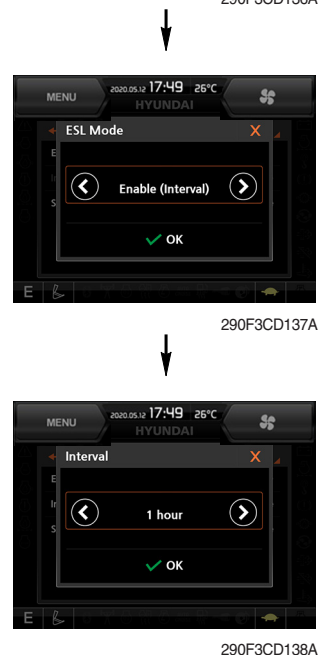 MENU
2020.05.12 17:49 26°C
HYUNDAI
ESL Mode X
E
S
Enable (Interval)
OK
E
290F3CD137A
MENU
2020.05.12 17:49 26°C
HYUNDAI
Interval X
E
S
1 hour
OK
E
290F3CD138A